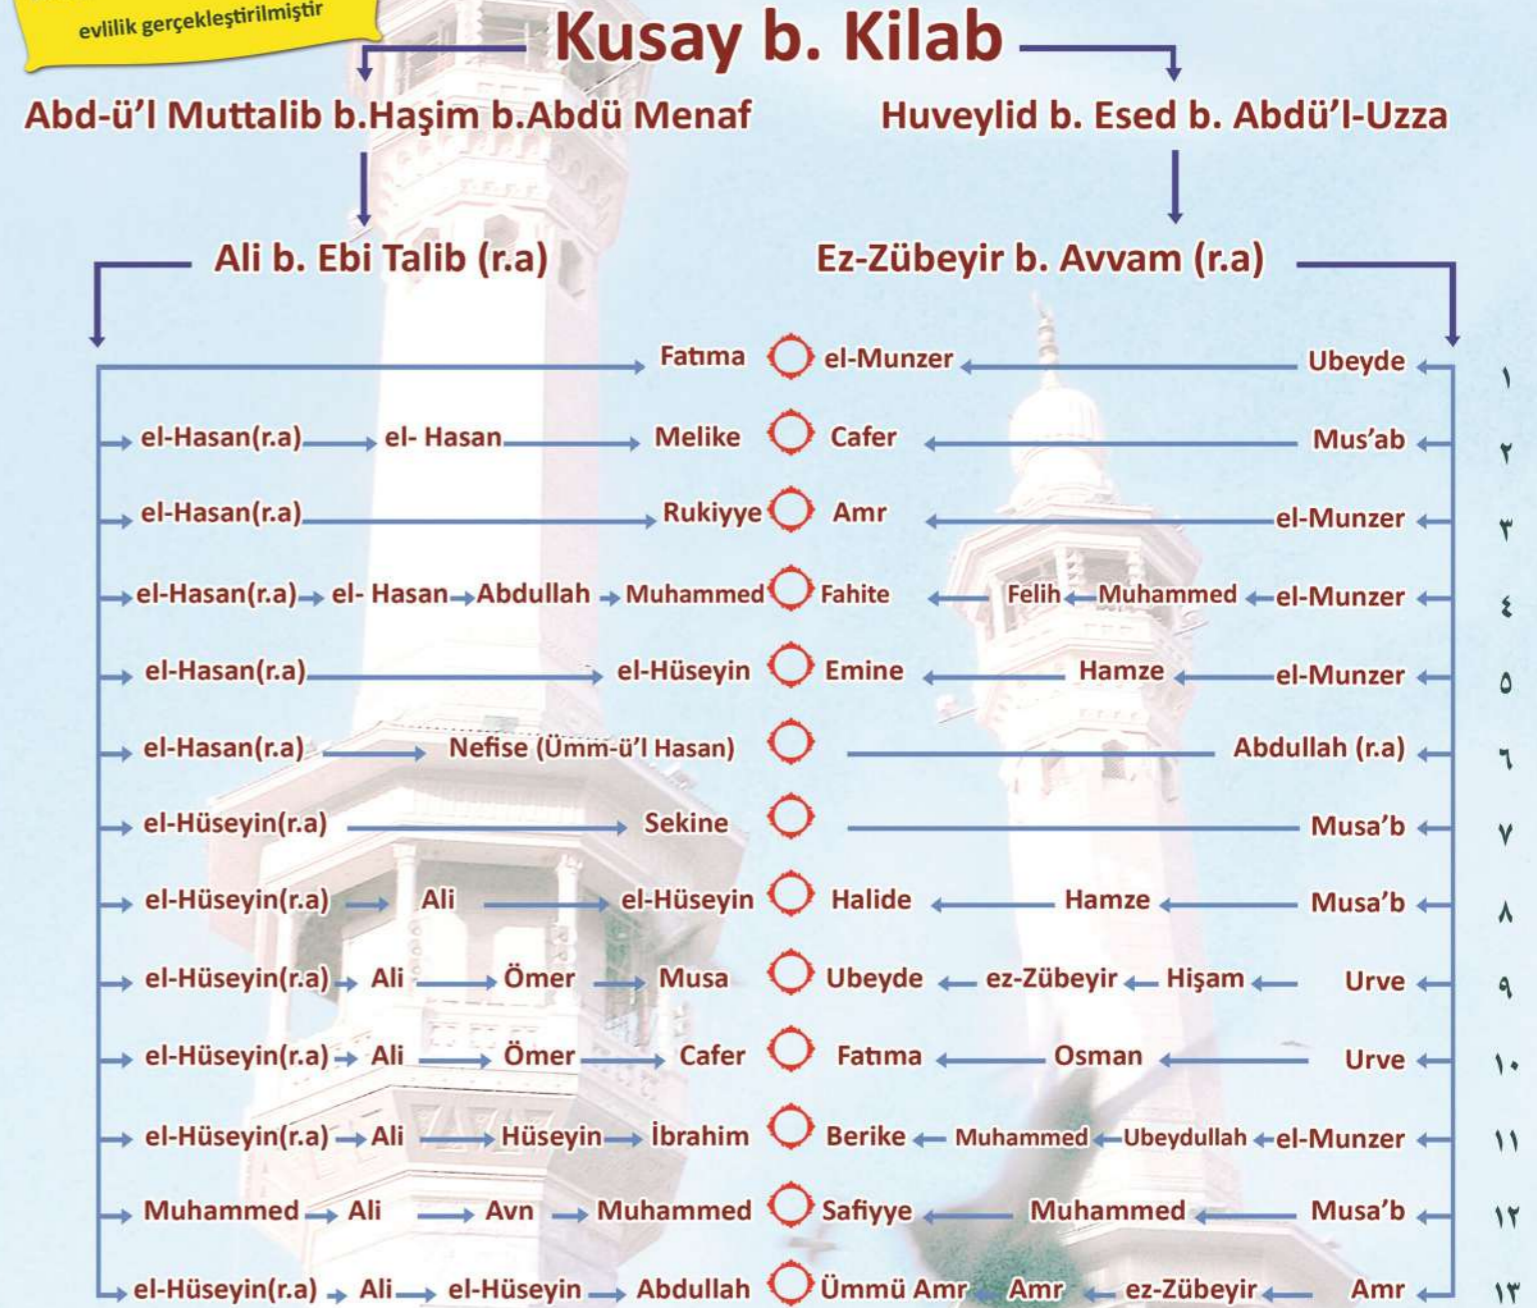 evlilik gerçekleştirilmiştir
Kusay b. Kilab
Abd-ü’l Muttalib b.Haşim b.Abdü Menaf Huveylid b. Esed b. Abdü’l-Uzza
Ali b. Ebi Talib (r.a) Ez-Zübeyir b. Avvam (r.a)
Fatıma el-Munzer Ubeyde ١
el-Hasan(r.a) el- Hasan Melike Cafer Mus’ab ٢
el-Hasan(r.a) Rukiyye Amr el-Munzer ٣
el-Hasan(r.a) el- Hasan Abdullah Muhammed Fahite Felih Muhammed el-Munzer ٤
el-Hasan(r.a) el-Hüseyin Emine Hamze el-Munzer ٥
el-Hasan(r.a) Nefise (Ümm-ü’l Hasan) Abdullah (r.a) ٦
el-Hüseyin(r.a) Sekine Musa’b ٧
el-Hüseyin(r.a) Ali el-Hüseyin Halide Hamze Musa’b ٨
el-Hüseyin(r.a) Ali Ömer Musa Ubeyde ez-Zübeyir Hişam Urve ٩
el-Hüseyin(r.a) Ali Ömer Cafer Fatıma Osman Urve ١٠
el-Hüseyin(r.a) Ali Hüseyin İbrahim Berike Muhammed Ubeydullah el-Munzer ١١
Muhammed Ali Avn Muhammed Safiyye Muhammed Musa’b ١٢
el-Hüseyin(r.a) Ali el-Hüseyin Abdullah Ümmü Amr Amr ez-Zübeyir Amr ١٣